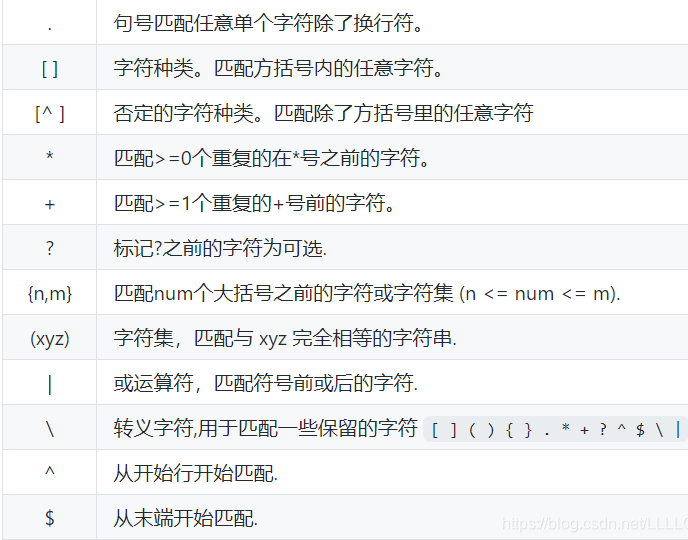 . 句号匹配任意单个字符除了换行符。
[ ] 字符种类。匹配方括号内的任意字符。
[^ ] 否定的字符种类。匹配除了方括号里的任意字符
* 匹配>=0个重复的在*号之前的字符。
+ 匹配>=1个重复的+号前的字符。
? 标记?之前的字符为可选.
{n,m} 匹配num个大括号之前的字符或字符集 (n <= num <= m).
(xyz) 字符集，匹配与 xyz 完全相等的字符串.
| 或运算符，匹配符号前或后的字符.
\ 转义字符,用于匹配一些保留的字符 [ ] ( ) { } . * + ? ^ $ \ |
^ 从开始行开始匹配.
$ 从末端开始匹配.
https://blog.csdn.net/LLLLQ